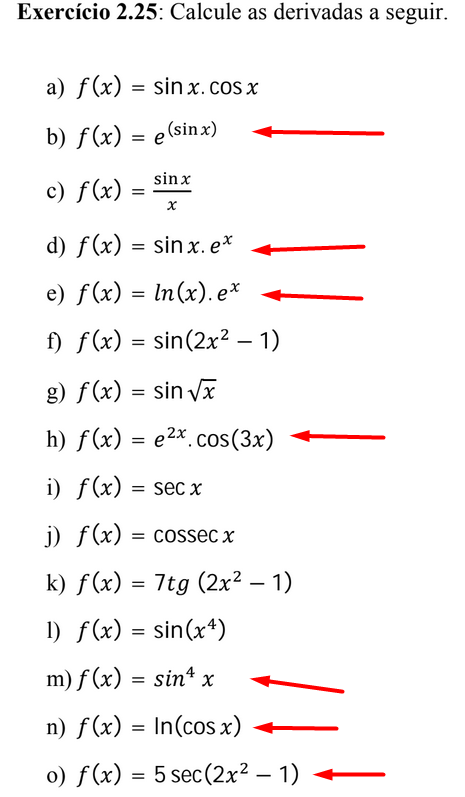 Exercício 2.25: Calcule as derivadas a seguir.
a) f(x) = sin x. cos x
b) f(x) = e^(sin x)
c) f(x) = sin x / x
d) f(x) = sin x. e^x
e) f(x) = ln(x). e^x
f) f(x) = sin(2x² − 1)
g) f(x) = sin √x
h) f(x) = e^2x. cos(3x)
i) f(x) = sec x
j) f(x) = cossec x
k) f(x) = 7tg (2x² − 1)
l) f(x) = sin(x⁴)
m) f(x) = sin⁴ x
n) f(x) = ln(cos x)
o) f(x) = 5 sec(2x² − 1)